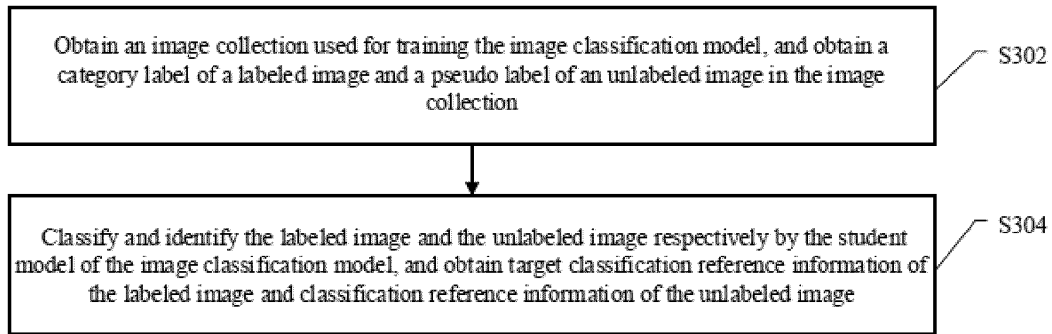 Obtain an image collection used for training the image classification model, and obtain a
category label of a labeled image and a pseudo label of an unlabeled image in the image
collection
S302
Classify and identify the labeled image and the unlabeled image respectively by the student
model of the image classification model, and obtain target classification reference information of
the labeled image and classification reference information of the unlabeled image
S304